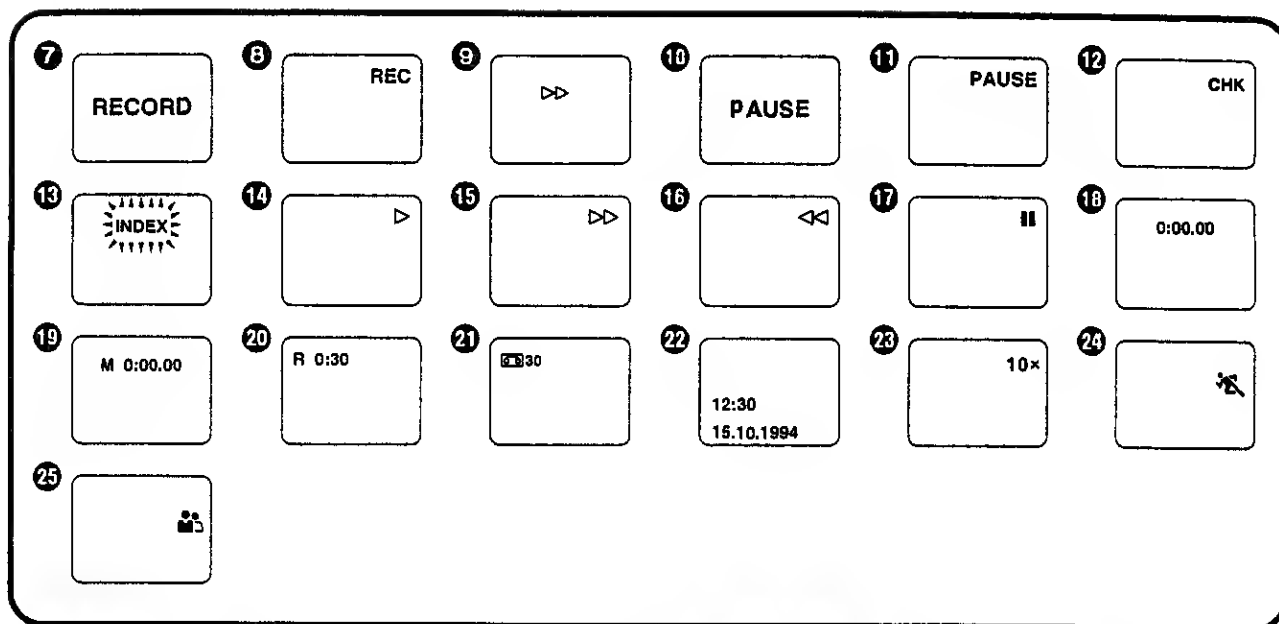 7 RECORD
8 REC
9 ▷▷
10 PAUSE
11 PAUSE
12 CHK
13 INDEX
14 ▷
15 ▷▷
16 ◁◁
17 ▮▮
18 0:00.00
19 M 0:00.00
20 R 0:30
21 30
22 12:30
15.10.1994
23 10×
24
25